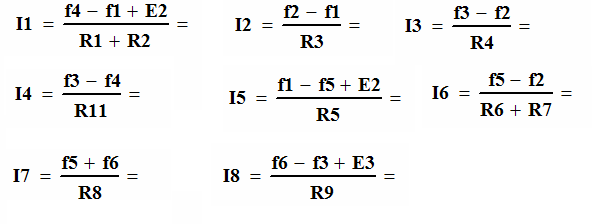 I1 = (f4 − f1 + E2) / (R1 + R2) =
I2 = (f2 − f1) / R3 =
I3 = (f3 − f2) / R4 =
I4 = (f3 − f4) / R11 =
I5 = (f1 − f5 + E2) / R5 =
I6 = (f5 − f2) / (R6 + R7) =
I7 = (f5 + f6) / R8 =
I8 = (f6 − f3 + E3) / R9 =